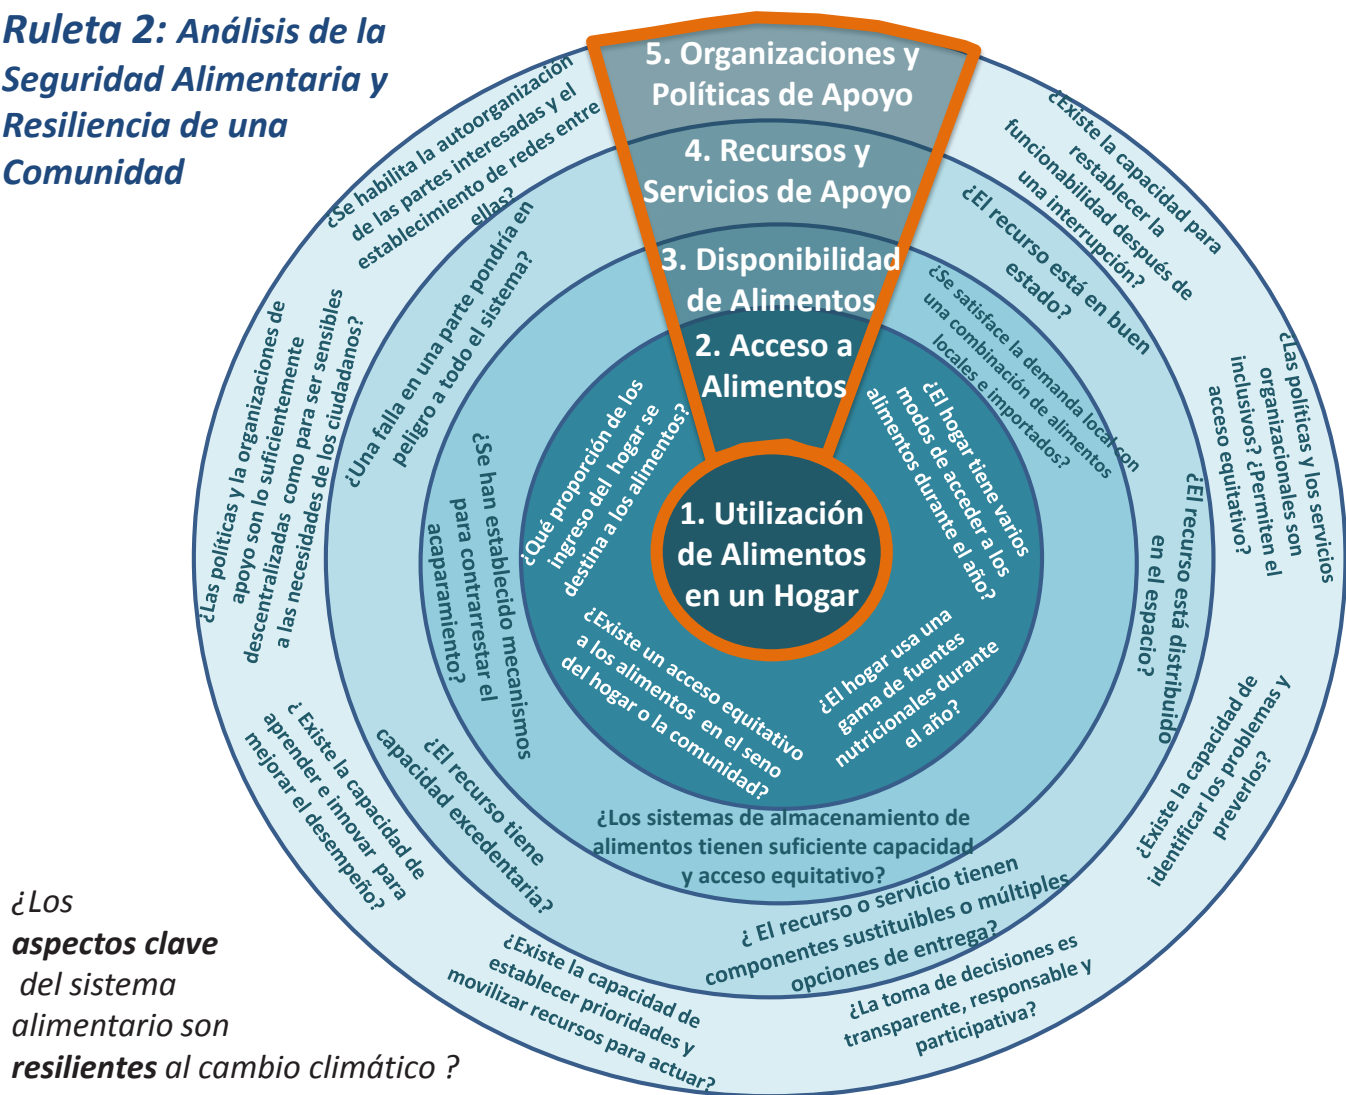 Ruleta 2: Análisis de la
Seguridad Alimentaria y
Resiliencia de una
Comunidad
5. Organizaciones y
Políticas de Apoyo
4. Recursos y
Servicios de Apoyo
3. Disponibilidad
de Alimentos
2. Acceso a
Alimentos
1. Utilización
de Alimentos
en un Hogar
¿Se habilita la autoorganización
de las partes interesadas y el
establecimiento de redes entre
ellas?
¿Existe la capacidad para
restablecer la
funcionabilidad después de
una interrupción?
¿Las políticas y los servicios
organizacionales son
inclusivos? ¿Permiten el
acceso equitativo?
¿Existe la capacidad de
identificar los problemas y
preverlos?
¿La toma de decisiones es
transparente, responsable y
participativa?
¿Existe la capacidad de
establecer prioridades y
movilizar recursos para actuar?
¿ Existe la capacidad de
aprender e innovar para
mejorar el desempeño?
¿Las políticas y la organizaciones de
apoyo son lo suficientemente
descentralizadas como para ser sensibles
a las necesidades de los ciudadanos?
¿Una falla en una parte pondría en
peligro a todo el sistema?
¿El recurso está en buen
estado?
¿El recurso está distribuido
en el espacio?
¿ El recurso o servicio tienen
componentes sustituibles o múltiples
opciones de entrega?
¿El recurso tiene
capacidad excedentaria?
¿Se satisface la demanda local con
una combinación de alimentos
locales e importados?
¿Los sistemas de almacenamiento de
alimentos tienen suficiente capacidad
y acceso equitativo?
¿Se han establecido mecanismos
para contrarrestar el
acaparamiento?
¿Qué proporción de los
ingreso del hogar se
destina a los alimentos?
¿El hogar tiene varios
modos de acceder a los
alimentos durante el año?
¿El hogar usa una
gama de fuentes
nutricionales durante
el año?
¿Existe un acceso equitativo
a los alimentos en el seno
del hogar o la comunidad?
¿Los
aspectos clave
del sistema
alimentario son
resilientes al cambio climático ?